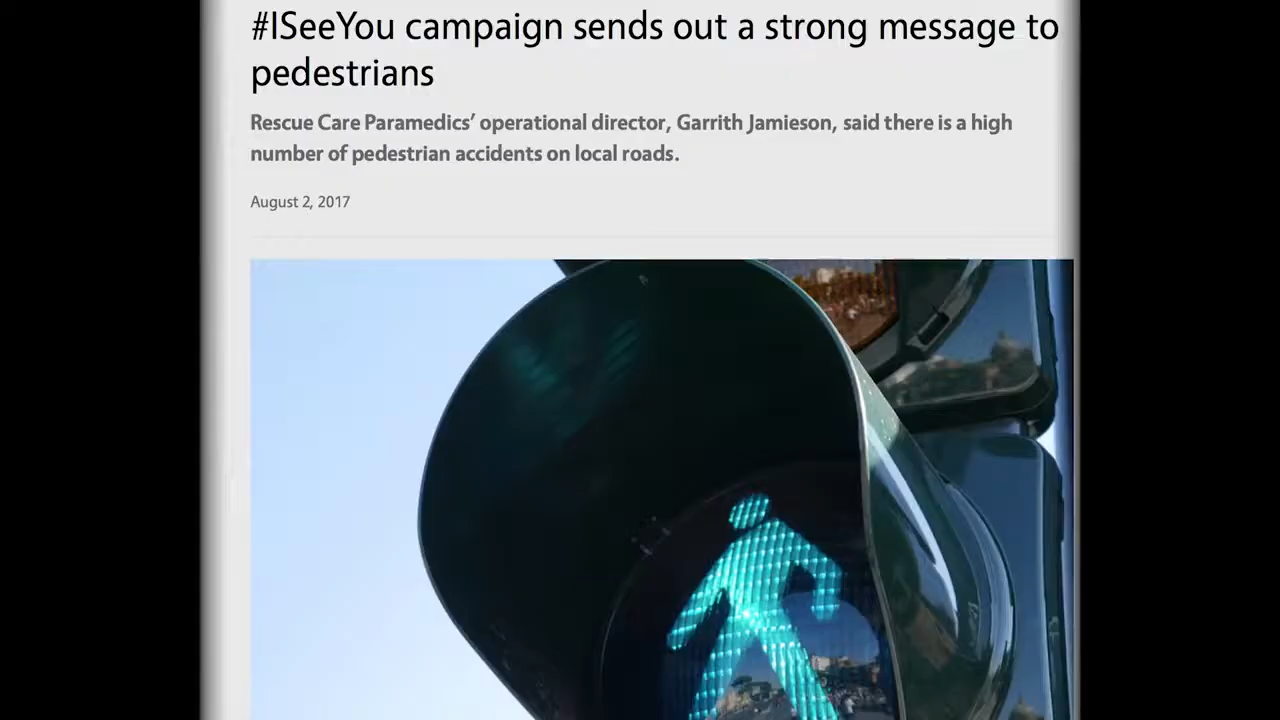 #ISeeYou campaign sends out a strong message to
pedestrians
Rescue Care Paramedics’ operational director, Garrith Jamieson, said there is a high
number of pedestrian accidents on local roads.
August 2, 2017